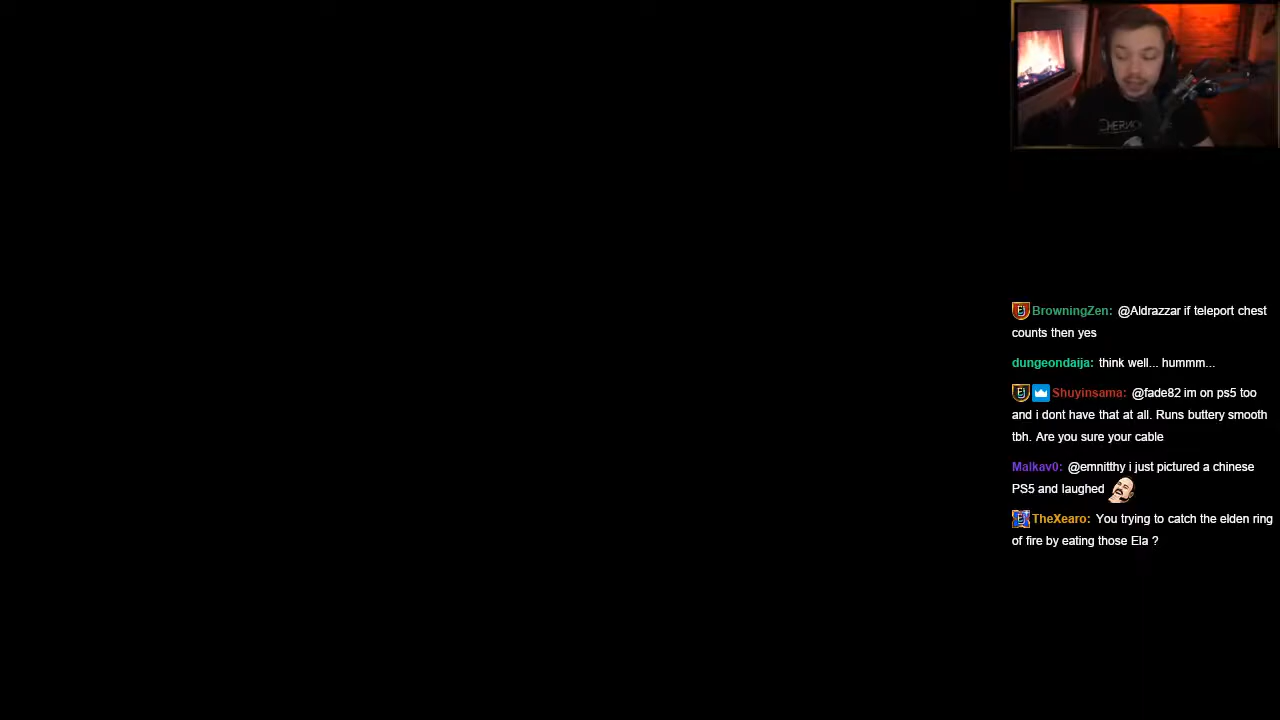 BrowningZen: @Aldrazzar if teleport chest
counts then yes
dungeondaija: think well... hummm...
Shuyinsama: @fade82 im on ps5 too
and i dont have that at all. Runs buttery smooth
tbh. Are you sure your cable
Malkav0: @emnitthy i just pictured a chinese
PS5 and laughed
TheXearo: You trying to catch the elden ring
of fire by eating those Ela ?